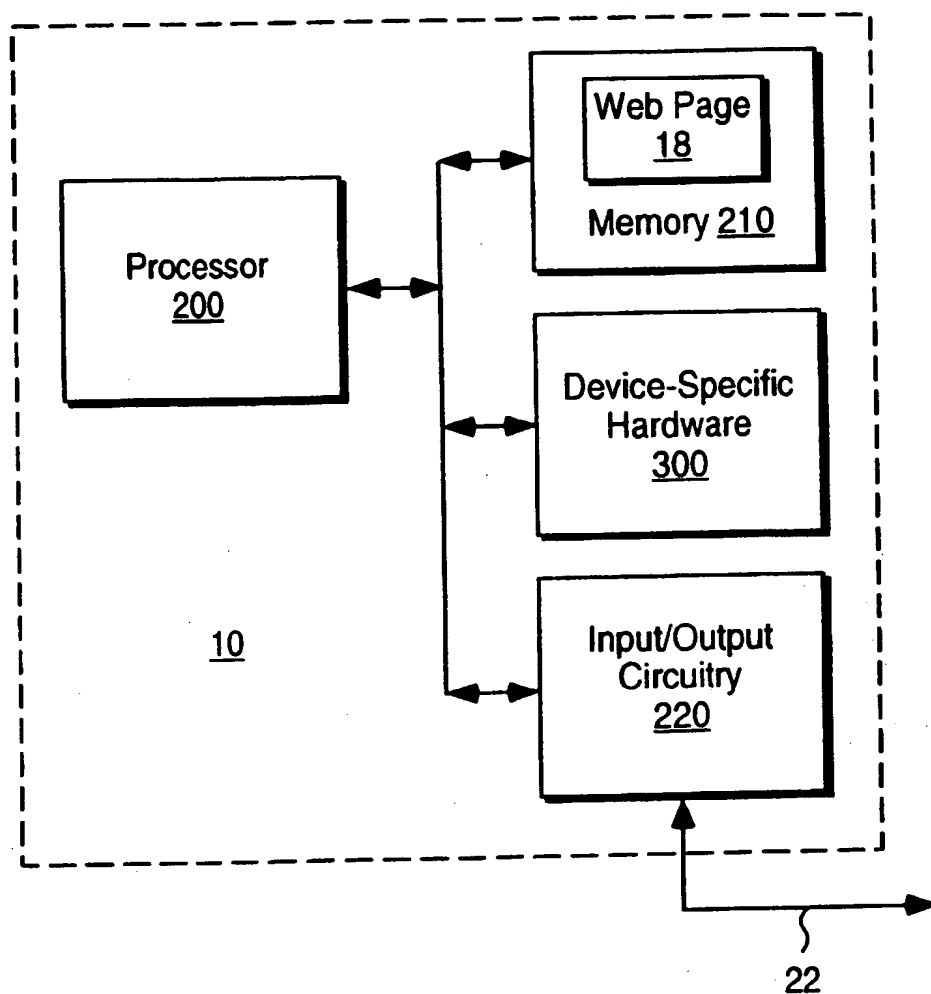 Web Page
18
Memory 210
Processor
200
Device-Specific
Hardware
300
10
Input/Output
Circuitry
220
22